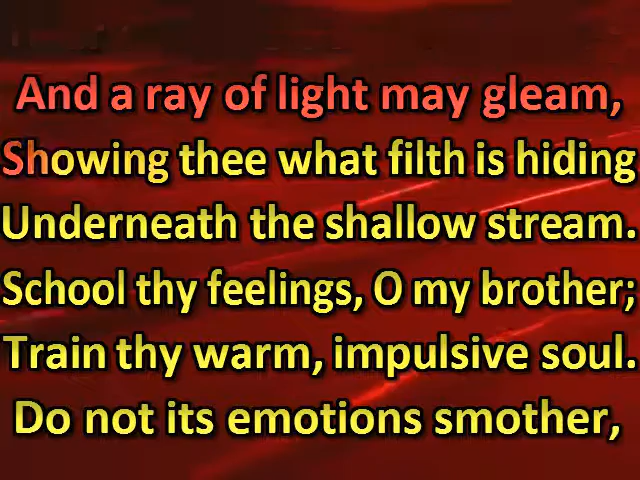 And a ray of light may gleam,
Showing thee what filth is hiding
Underneath the shallow stream.
School thy feelings, O my brother;
Train thy warm, impulsive soul.
Do not its emotions smother,